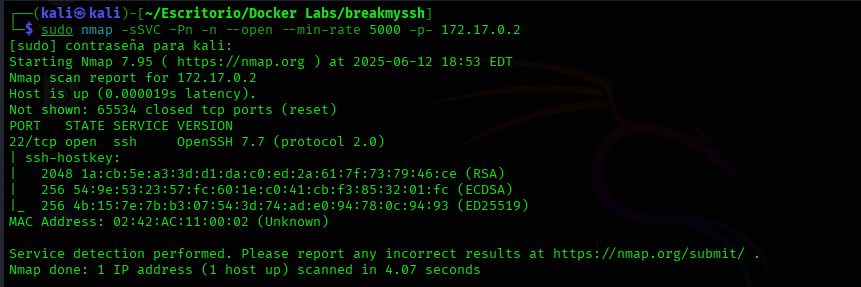 ┌──(kali㉿kali)-[~/Escritorio/Docker Labs/breakmyssh]
└─$ sudo nmap -sSVC -Pn -n --open --min-rate 5000 -p- 172.17.0.2
[sudo] contraseña para kali:
Starting Nmap 7.95 ( https://nmap.org ) at 2025-06-12 18:53 EDT
Nmap scan report for 172.17.0.2
Host is up (0.000019s latency).
Not shown: 65534 closed tcp ports (reset)
PORT   STATE SERVICE VERSION
22/tcp open  ssh     OpenSSH 7.7 (protocol 2.0)
| ssh-hostkey:
|   2048 1a:cb:5e:a3:3d:d1:da:c0:ed:2a:61:7f:73:79:46:ce (RSA)
|   256 54:9e:53:23:57:fc:60:1e:c0:41:cb:f3:85:32:01:fc (ECDSA)
|_  256 4b:15:7e:7b:b3:07:54:3d:74:ad:e0:94:78:0c:94:93 (ED25519)
MAC Address: 02:42:AC:11:00:02 (Unknown)

Service detection performed. Please report any incorrect results at https://nmap.org/submit/ .
Nmap done: 1 IP address (1 host up) scanned in 4.07 seconds